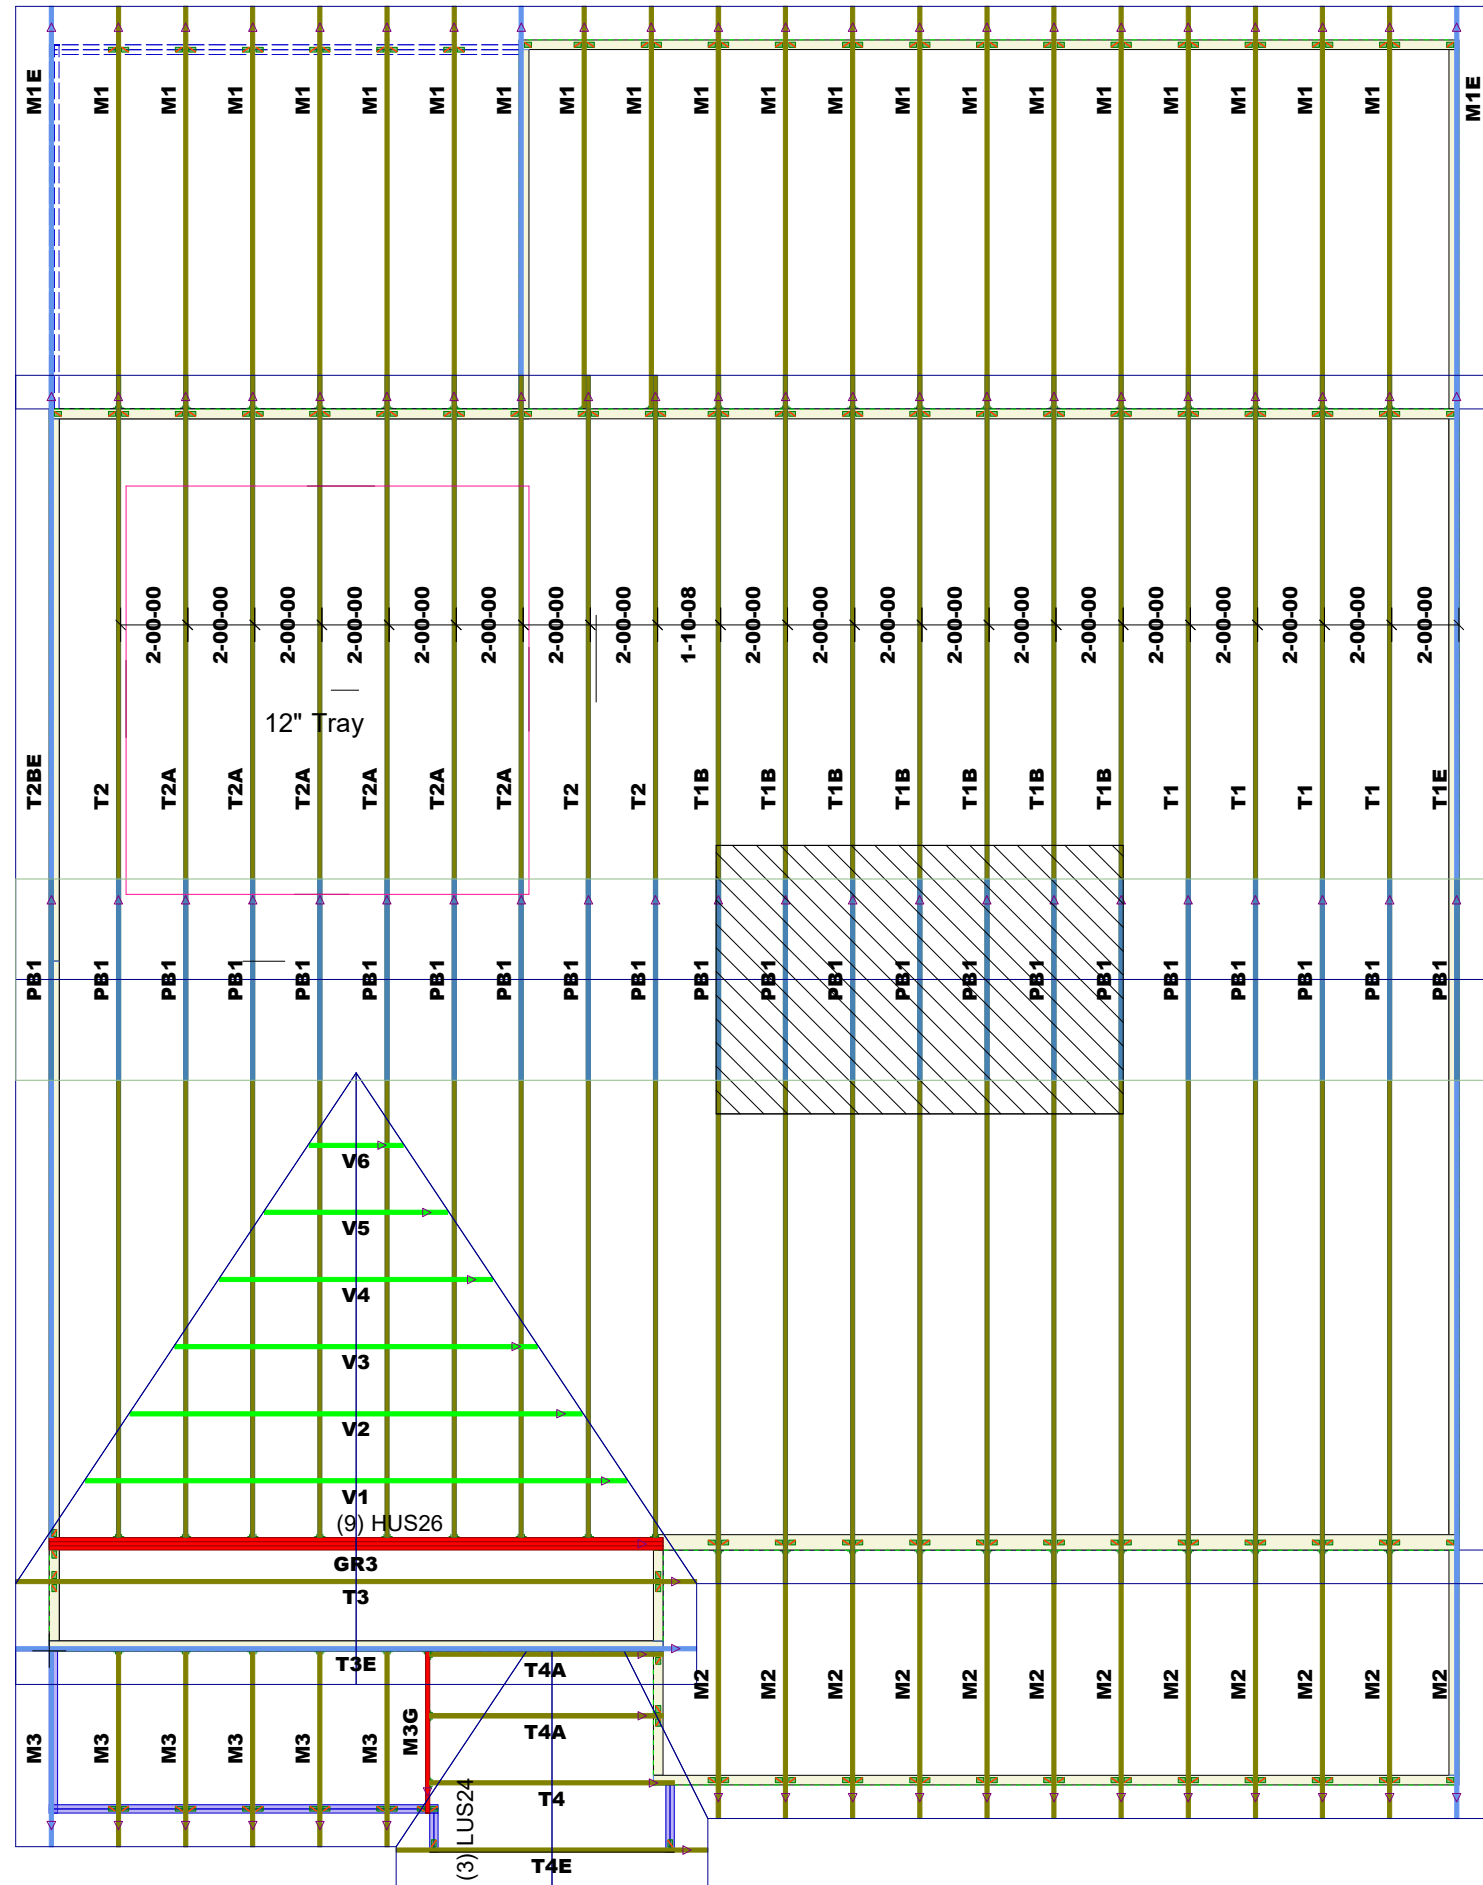 M1E M1 M1 M1 M1 M1 M1 M1 M1 M1 M1 M1 M1 M1 M1 M1 M1 M1 M1 M1 M1 M1E
2-00-00 2-00-00 2-00-00 2-00-00 2-00-00 2-00-00 2-00-00 2-00-00 1-10-08 2-00-00 2-00-00 2-00-00 2-00-00 2-00-00 2-00-00 2-00-00 2-00-00 2-00-00 2-00-00 2-00-00
12" Tray
T2BE T2 T2A T2A T2A T2A T2A T2A T2 T2 T1B T1B T1B T1B T1B T1B T1B T1 T1 T1 T1 T1E
PB1 PB1 PB1 PB1 PB1 PB1 PB1 PB1 PB1 PB1 PB1 PB1 PB1 PB1 PB1 PB1 PB1 PB1 PB1 PB1 PB1 PB1
V6
V5
V4
V3
V2
V1
(9) HUS26
GR3
T3
T3E
T4A
M2 M2 M2 M2 M2 M2 M2 M2 M2 M2 M2 M2
M3 M3 M3 M3 M3 M3 M3G
T4A
T4
(3) LUS24
T4E